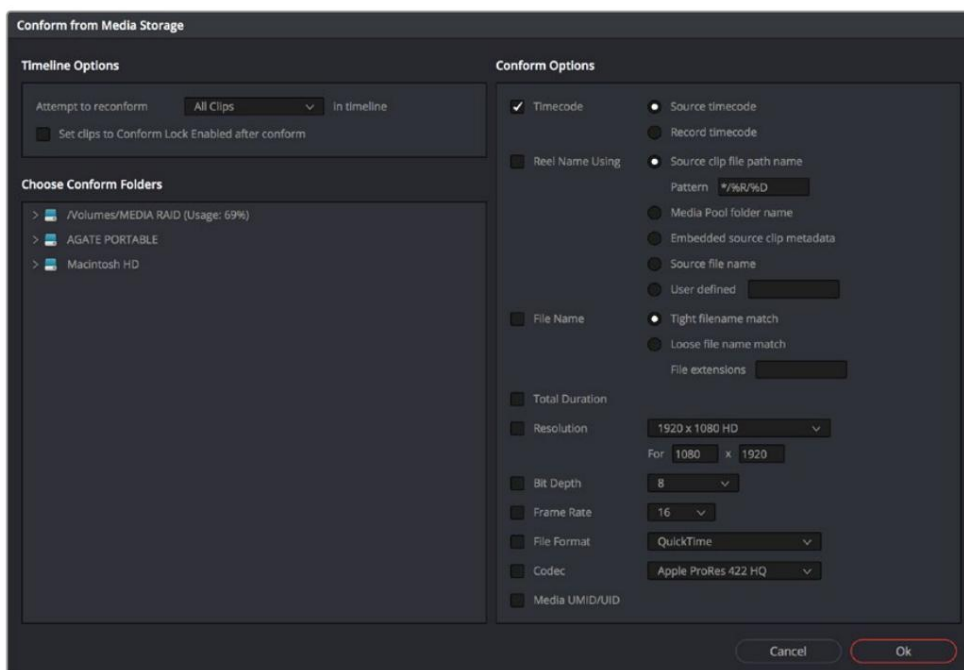 Conform from Media Storage
Timeline Options
Attempt to reconform All Clips in timeline
Set clips to Conform Lock Enabled after conform
Choose Conform Folders
/Volumes/MEDIA RAID (Usage: 69%)
AGATE PORTABLE
Macintosh HD
Conform Options
Timecode Source timecode
Record timecode
Reel Name Using Source clip file path name
Pattern */%R/%D
Media Pool folder name
Embedded source clip metadata
Source file name
User defined
File Name Tight filename match
Loose file name match
File extensions
Total Duration
Resolution 1920 x 1080 HD
For 1080 x 1920
Bit Depth 8
Frame Rate 16
File Format QuickTime
Codec Apple ProRes 422 HQ
Media UMID/UID
Cancel Ok